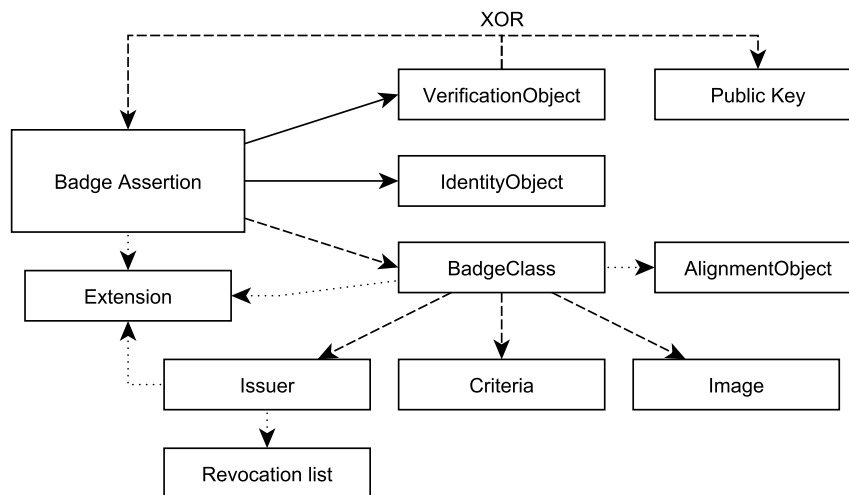 XOR
VerificationObject
Public Key
Badge Assertion
IdentityObject
BadgeClass
AlignmentObject
Extension
Issuer
Criteria
Image
Revocation list